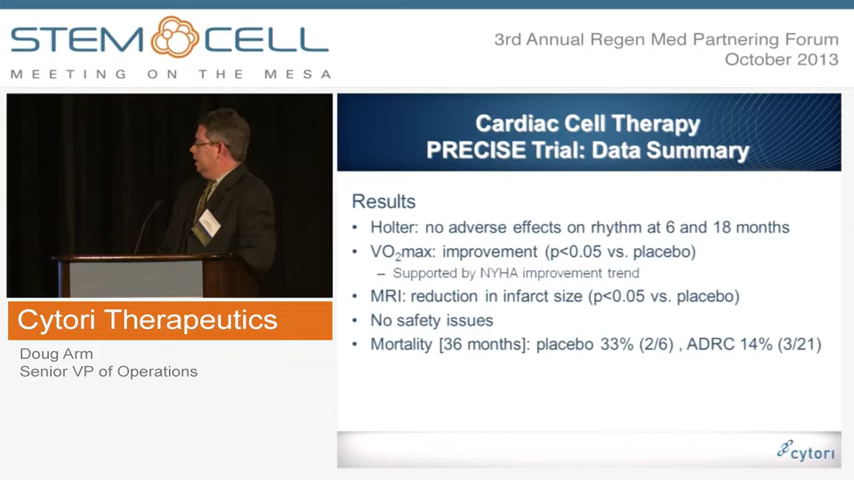 STEM CELL
MEETING ON THE MESA
3rd Annual Regen Med Partnering Forum
October 2013
Cardiac Cell Therapy
PRECISE Trial: Data Summary
Results
• Holter: no adverse effects on rhythm at 6 and 18 months
• VO2max: improvement (p<0.05 vs. placebo)
– Supported by NYHA improvement trend
• MRI: reduction in infarct size (p<0.05 vs. placebo)
• No safety issues
• Mortality [36 months]: placebo 33% (2/6) , ADRC 14% (3/21)
cytori
Cytori Therapeutics
Doug Arm
Senior VP of Operations